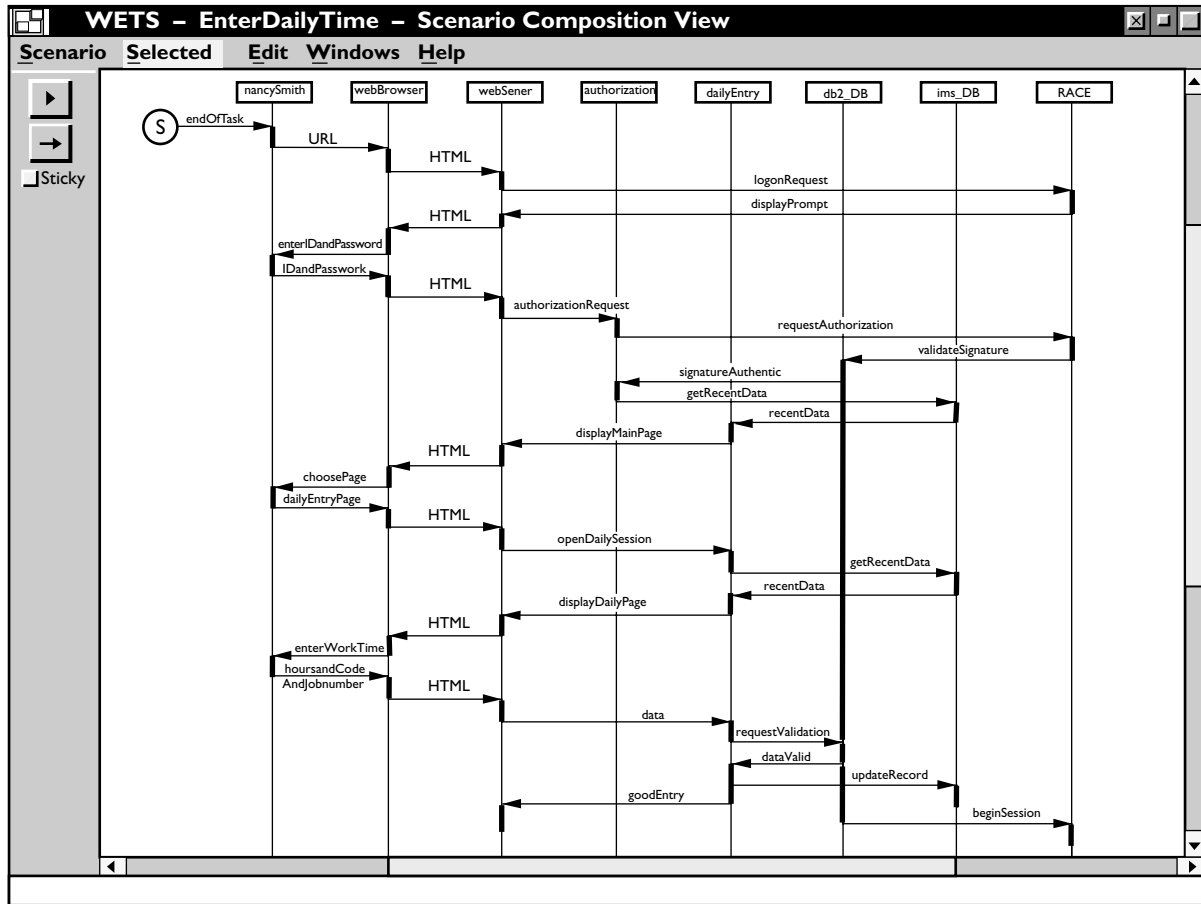 WETS – EnterDailyTime – Scenario Composition View
Scenario Selected Edit Windows Help
nancySmith webBrowser webSener authorization dailyEntry db2_DB ims_DB RACE
S endOfTask
URL
HTML
Sticky
logonRequest
displayPrompt
HTML
enterIDandPassword
IDandPasswork
HTML
authorizationRequest
requestAuthorization
validateSignature
signatureAuthentic
getRecentData
recentData
displayMainPage
HTML
choosePage
dailyEntryPage
HTML
openDailySession
getRecentData
recentData
displayDailyPage
HTML
enterWorkTime
hoursandCode
AndJobnumber
HTML
data
requestValidation
dataValid
updateRecord
goodEntry
beginSession